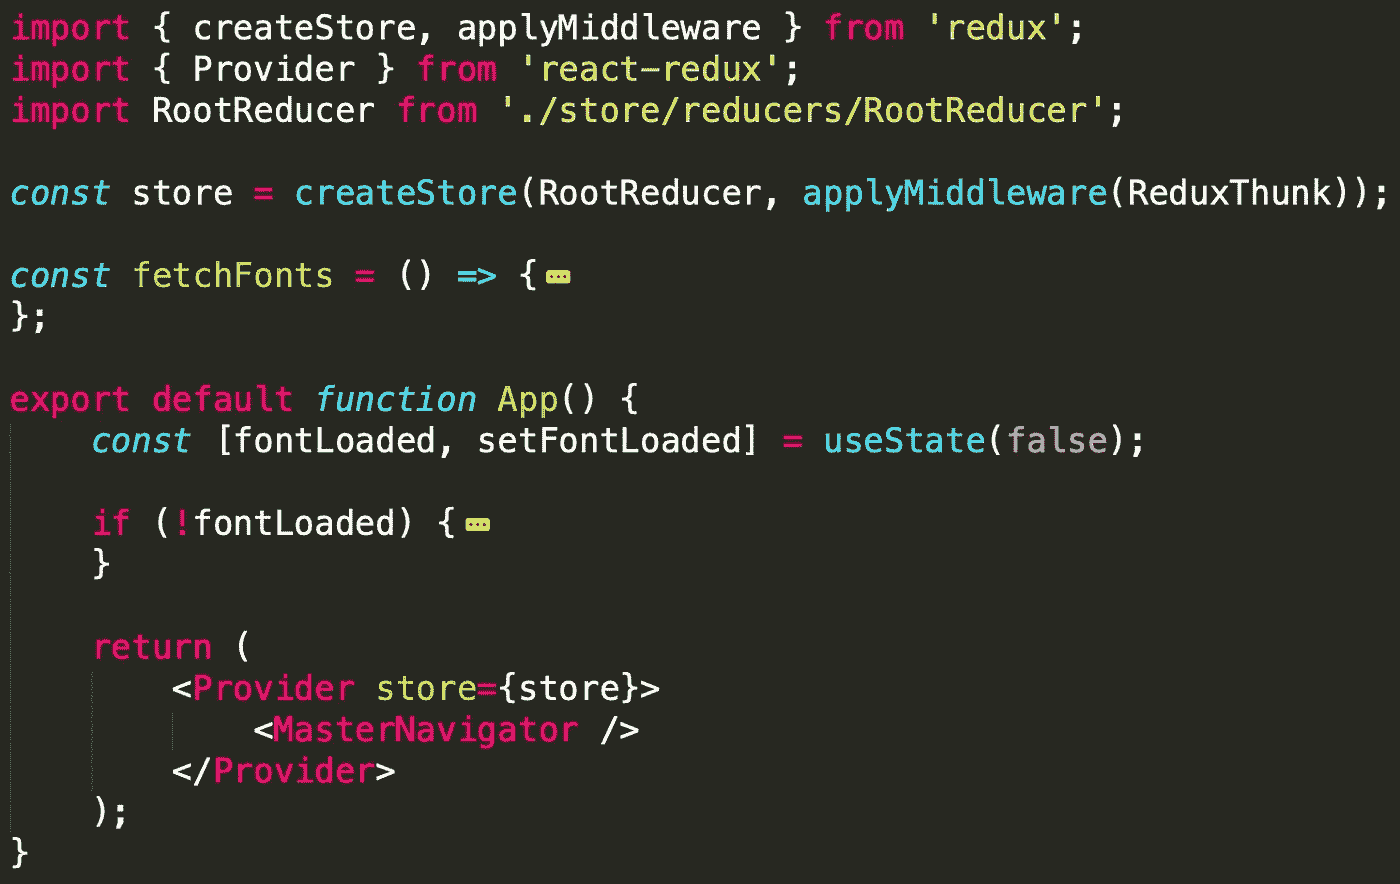 import { createStore, applyMiddleware } from 'redux';
import { Provider } from 'react-redux';
import RootReducer from './store/reducers/RootReducer';
const store = createStore(RootReducer, applyMiddleware(ReduxThunk));
const fetchFonts = () => {
};
export default function App() {
const [fontLoaded, setFontLoaded] = useState(false);
if (!fontLoaded) {
}
return (
<Provider store={store}>
<MasterNavigator />
</Provider>
);
}